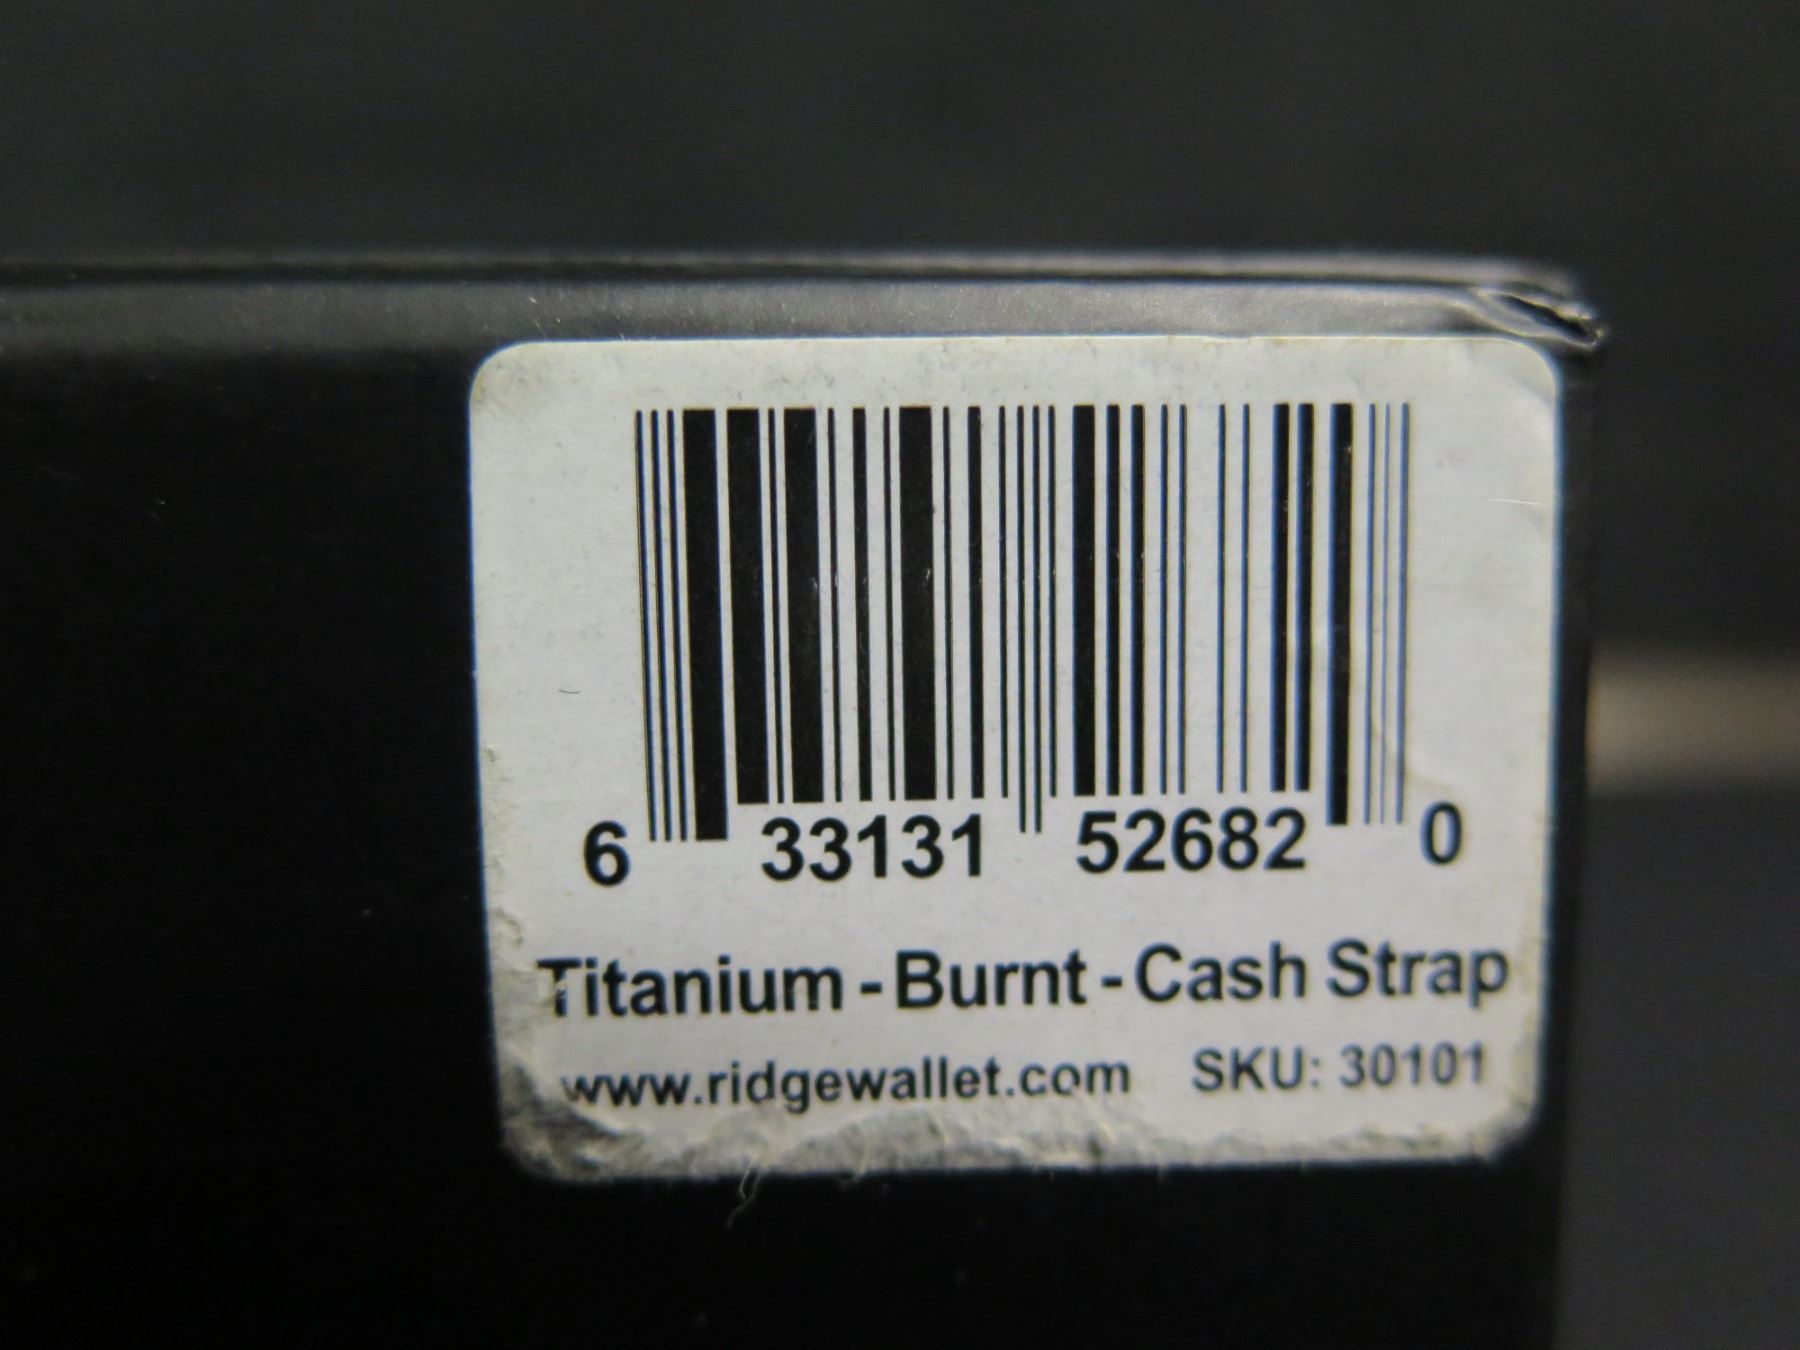 6 33131 52682 0
Titanium - Burnt - Cash Strap
www.ridgewallet.com SKU: 30101